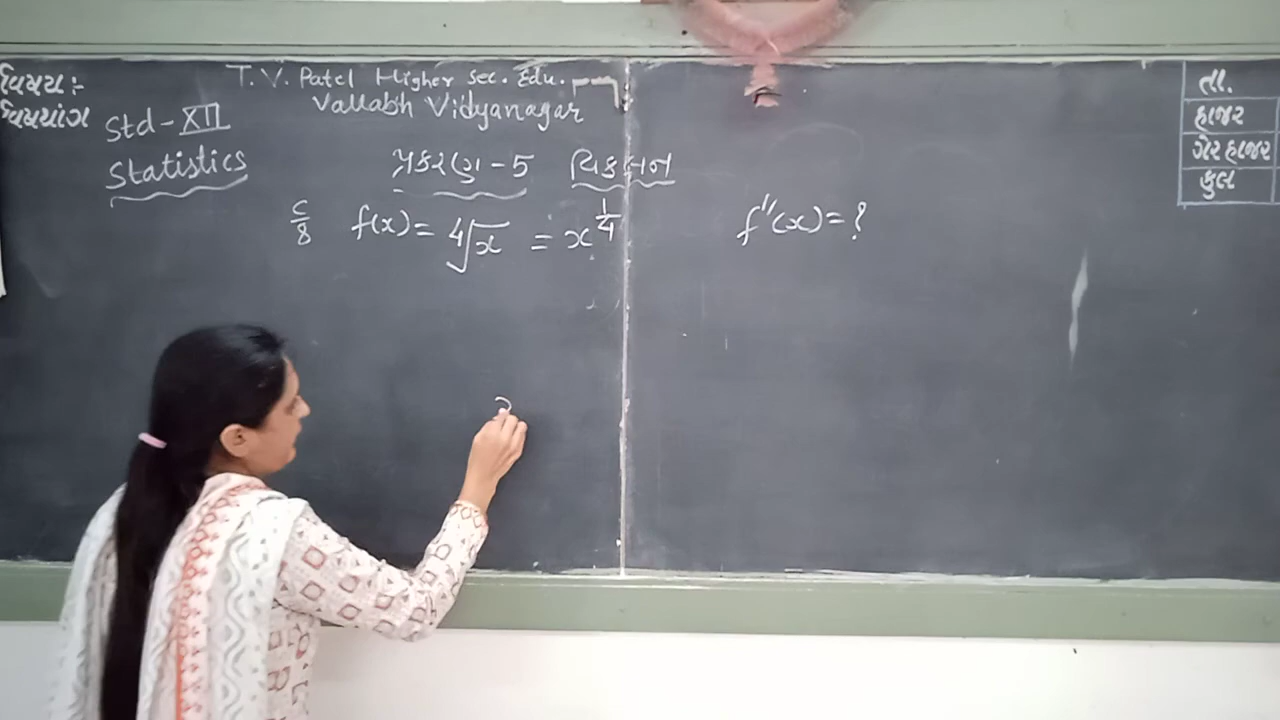 વિષય:-
વિષયાંગ
T. V. Patel Higher Sec. Edu.
Vallabh Vidyanagar
Std - XII
Statistics
પ્રકરણ - 5 વિકલન
f(x) = ∜x = x^(1/4)
f''(x) = ?
તા.
હાજર
ગેરહાજર
કુલ